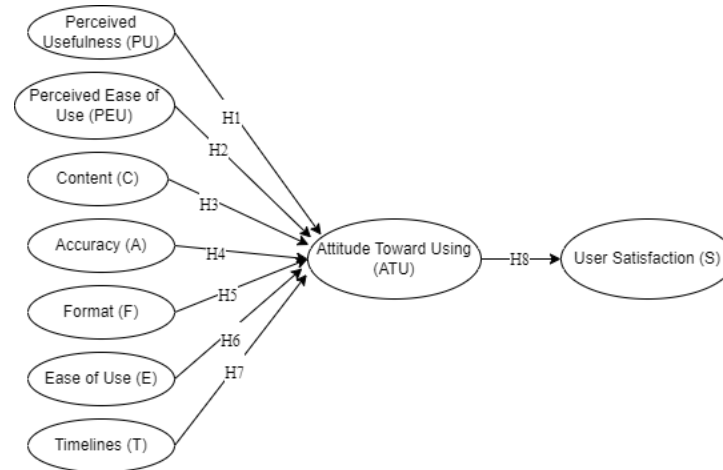 Perceived
Usefulness (PU)
H1
Perceived Ease of
Use (PEU)
H2
Content (C)
H3
Accuracy (A)
H4
Attitude Toward Using
(ATU)
H8
User Satisfaction (S)
Format (F)
H5
H6
Ease of Use (E)
H7
Timelines (T)